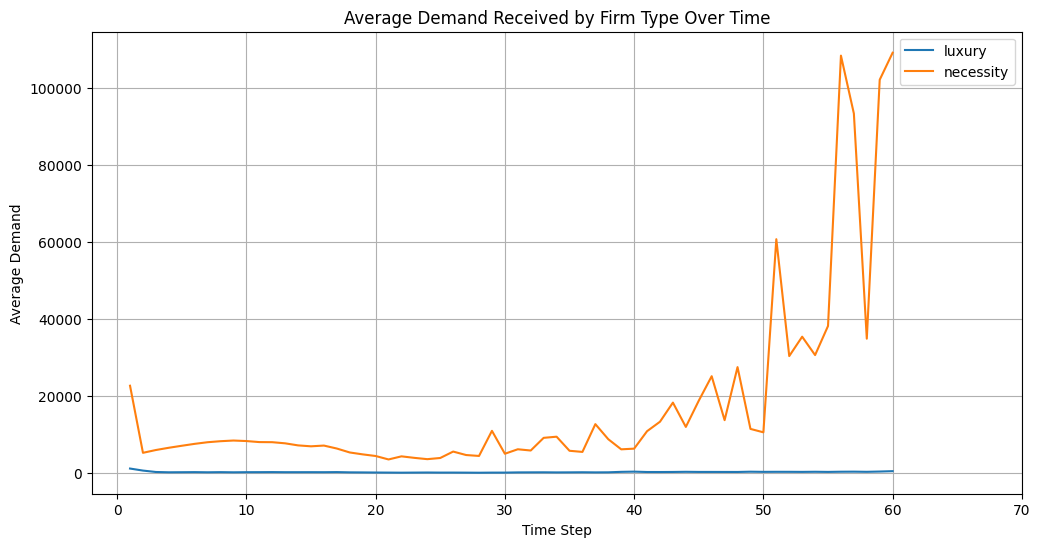 Average Demand Received by Firm Type Over Time
luxury
necessity
Average Demand
100000
80000
60000
40000
20000
0
0 10 20 30 40 50 60 70
Time Step